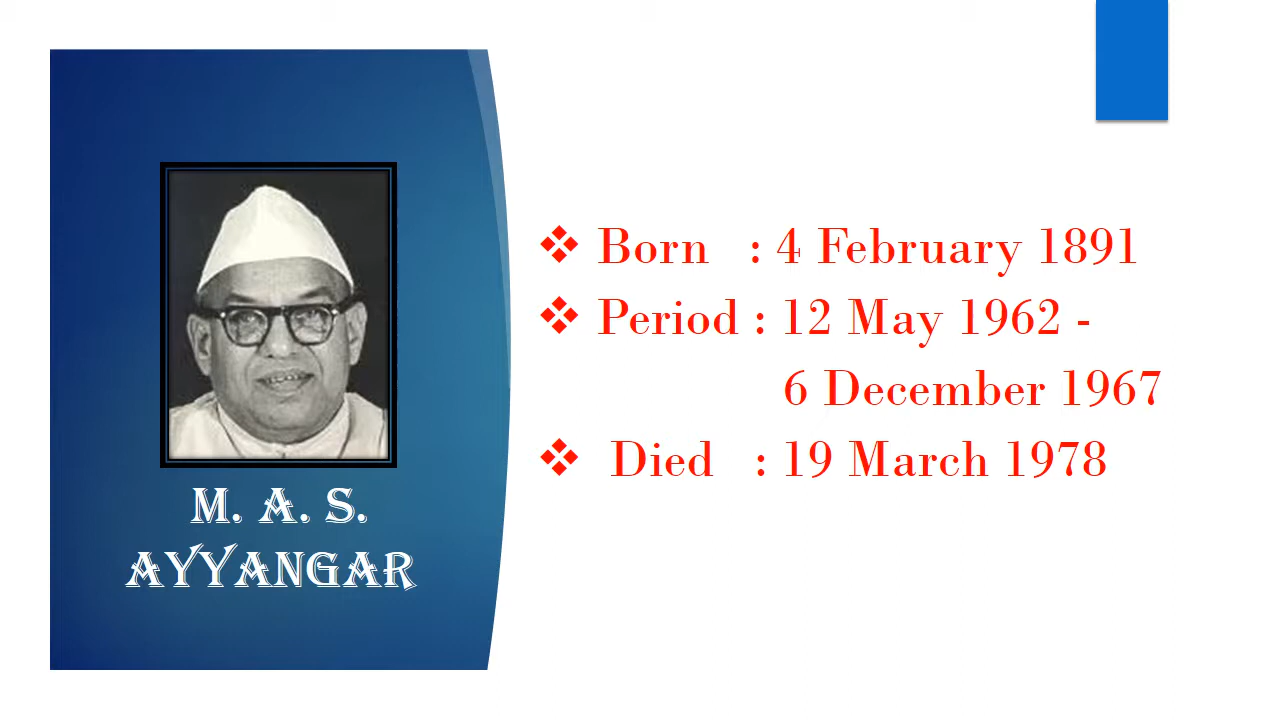 M. A. S.
AYYANGAR
❖ Born : 4 February 1891
❖ Period : 12 May 1962 -
6 December 1967
❖ Died : 19 March 1978